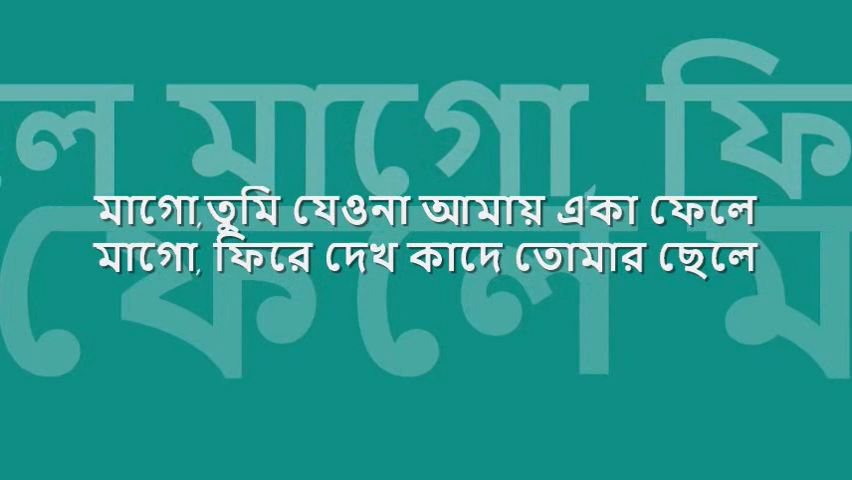 মাগো,তুমি যেওনা আমায় একা ফেলে
মাগো, ফিরে দেখ কাদে তোমার ছেলে